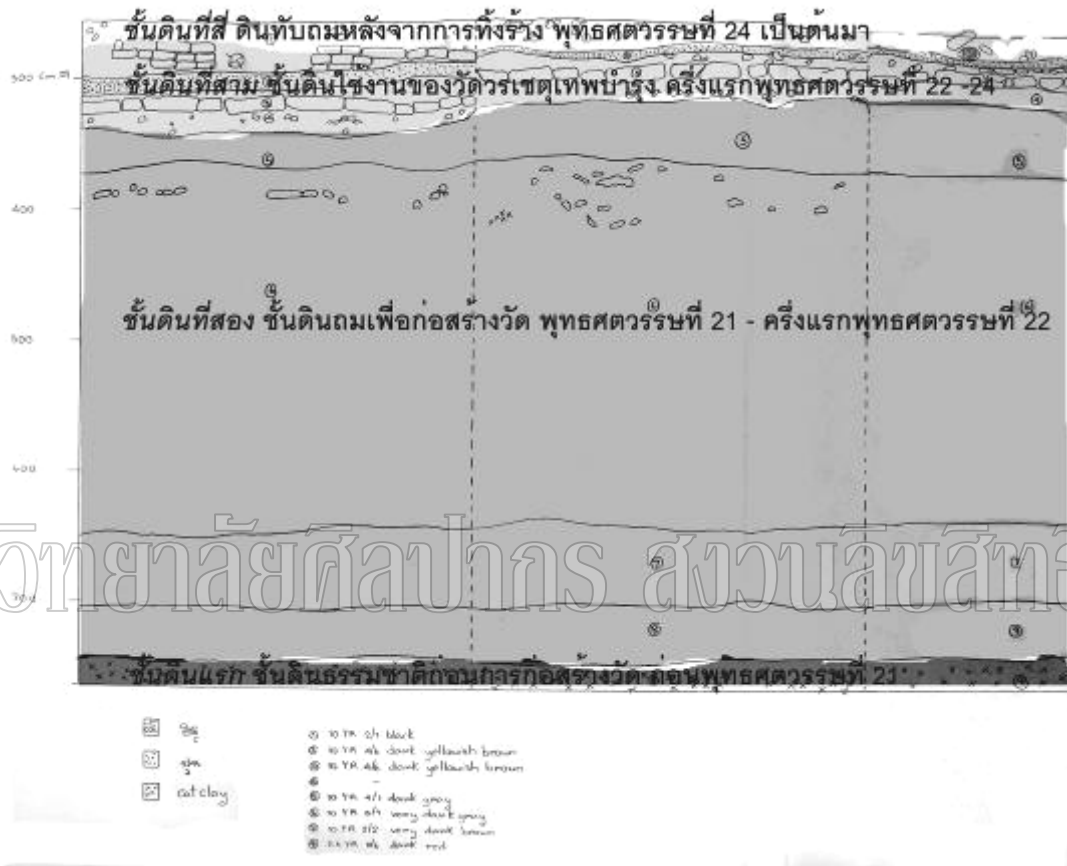 ชั้นดินที่สี่ ดินทับถมหลังจากการทิ้งร้าง พุทธศตวรรษที่ 24 เป็นต้นมา
ชั้นดินที่สาม ชั้นดินใช้งานของวัดวรเชตุเทพบำรุง ครึ่งแรกพุทธศตวรรษที่ 22 -24
400
ชั้นดินที่สอง ชั้นดินถมเพื่อก่อสร้างวัด พุทธศตวรรษที่ 21 - ครึ่งแรกพุทธศตวรรษที่ 22
500
600
วิทยาลัยศิลปากร สงวนลิขสิทธิ์
700
ชั้นดินแรก ชั้นดินธรรมชาติก่อนการก่อสร้างวัด ก่อนพุทธศตวรรษที่ 21
10 YR 2/1 black
10 YR 4/6 dark yellowish brown
10 YR 4/6 dark yellowish brown
-
10 YR 4/1 dark gray
10 YR 3/1 very dark gray
10 YR 2/2 very dark brown
dark red